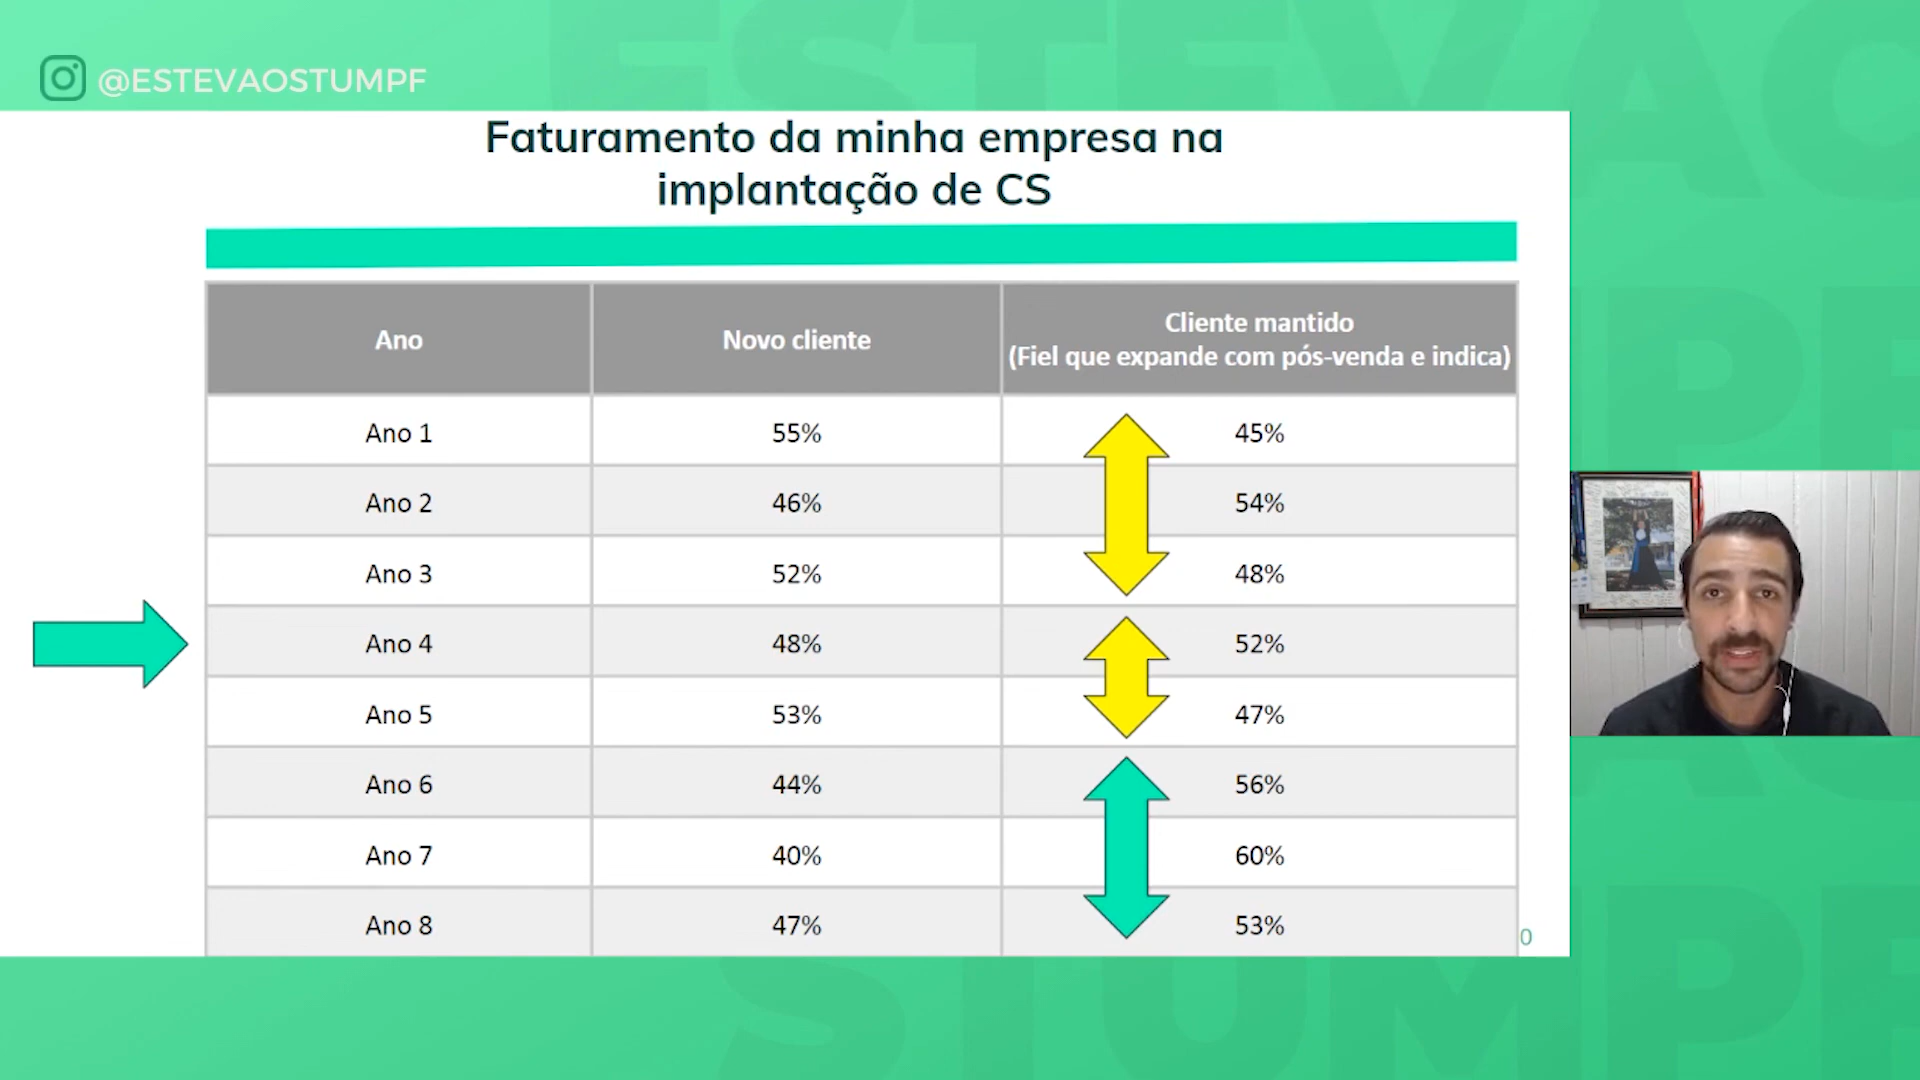 @ESTEVAOSTUMPF
Faturamento da minha empresa na
implantação de CS
Ano
Novo cliente
Cliente mantido
(Fiel que expande com pós-venda e indica)
Ano 1 55% 45%
Ano 2 46% 54%
Ano 3 52% 48%
Ano 4 48% 52%
Ano 5 53% 47%
Ano 6 44% 56%
Ano 7 40% 60%
Ano 8 47% 53%
0
ESTEVAO
STUMPF